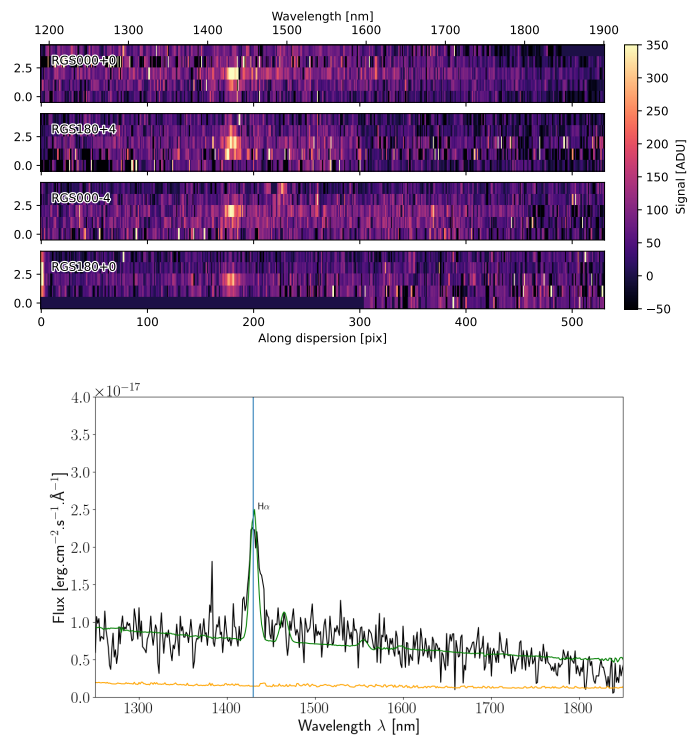 Wavelength [nm]
1200 1300 1400 1500 1600 1700 1800 1900
RGS000+0
2.5
0.0
RGS180+4
2.5
0.0
RGS000-4
2.5
0.0
RGS180+0
2.5
0.0
0 100 200 300 400 500
Along dispersion [pix]
350
300
250
200
150
100
50
0
−50
Signal [ADU]
×10⁻¹⁷
4.0
3.5
3.0
2.5
2.0
1.5
1.0
0.5
0.0
Flux [erg.cm⁻².s⁻¹.Å⁻¹]
Hα
1300 1400 1500 1600 1700 1800
Wavelength λ [nm]